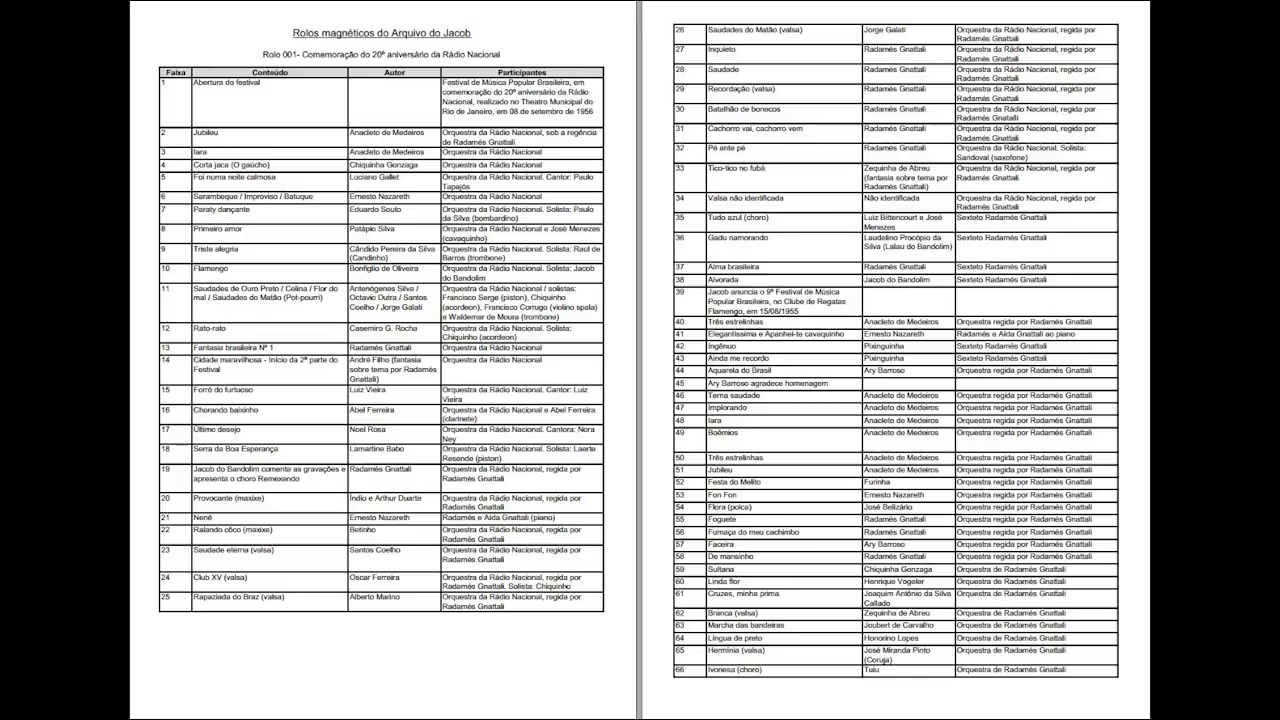 Rolos magnéticos do Arquivo do Jacob
Rolo 001- Comemoração do 20º aniversário da Rádio Nacional
Faixa Conteúdo Autor Participantes
1 Abertura do festival Festival de Música Popular Brasileira, em
comemoração do 20º aniversário da Rádio
Nacional, realizado no Theatro Municipal do
Rio de Janeiro, em 08 de setembro de 1956
2 Jubileu Anacleto de Medeiros Orquestra da Rádio Nacional, sob a regência
de Radamés Gnattali
3 Iara Anacleto de Medeiros Orquestra da Rádio Nacional
4 Corta jaca (O gaúcho) Chiquinha Gonzaga Orquestra da Rádio Nacional
5 Foi numa noite calmosa Luciano Gallet Orquestra da Rádio Nacional. Cantor: Paulo
Tapajós
6 Sarambeque / Improviso / Batuque Ernesto Nazareth Orquestra da Rádio Nacional
7 Paraty dançante Eduardo Souto Orquestra da Rádio Nacional. Solista: Paulo
da Silva (bombardino)
8 Primeiro amor Patápio Silva Orquestra da Rádio Nacional e José Menezes
(cavaquinho)
9 Triste alegria Cândido Pereira da Silva Orquestra da Rádio Nacional. Solista: Raul de
(Candinho) Barros (trombone)
10 Flamengo Bonfiglio de Oliveira Orquestra da Rádio Nacional. Solista: Jacob
do Bandolim
11 Saudades de Ouro Preto / Celina / Flor do Antenógenes Silva / Orquestra da Rádio Nacional / solistas:
mal / Saudades do Matão (Pot-pourri) Octavio Dutra / Santos Francisco Serge (piston), Chiquinho
Coelho / Jorge Galati (acordeon), Francisco Corrugo (violino spala)
e Waldemar de Moura (trombone)
12 Rato-rato Casemiro G. Rocha Orquestra da Rádio Nacional. Solista:
Chiquinho (acordeon)
13 Fantasia brasileira Nº 1 Radamés Gnattali Orquestra da Rádio Nacional
14 Cidade maravilhosa - Início da 2ª parte do André Filho (fantasia Orquestra da Rádio Nacional
Festival sobre tema por Radamés
Gnattali)
15 Forró do furtuoso Luiz Vieira Orquestra da Rádio Nacional. Cantor: Luiz
Vieira
16 Chorando baixinho Abel Ferreira Orquestra da Rádio Nacional e Abel Ferreira
(clarinete)
17 Último desejo Noel Rosa Orquestra da Rádio Nacional. Cantora: Nora
Ney
18 Serra da Boa Esperança Lamartine Babo Orquestra da Rádio Nacional. Solista: Laerte
Resende (piston)
19 Jacob do Bandolim comenta as gravações e Radamés Gnattali Orquestra da Rádio Nacional, regida por
apresenta o choro Remexendo Radamés Gnattali
20 Provocante (maxixe) Índio e Arthur Duarte Orquestra da Rádio Nacional, regida por
Radamés Gnattali
21 Nenê Ernesto Nazareth Radamés e Aida Gnattali (piano)
22 Ralando côco (maxixe) Betinho Orquestra da Rádio Nacional, regida por
Radamés Gnattali
23 Saudade eterna (valsa) Santos Coelho Orquestra da Rádio Nacional, regida por
Radamés Gnattali
24 Club XV (valsa) Oscar Ferreira Orquestra da Rádio Nacional, regida por
Radamés Gnattali. Solista: Chiquinho
25 Rapaziada do Braz (valsa) Alberto Marino Orquestra da Rádio Nacional, regida por
Radamés Gnattali
26 Saudades do Matão (valsa) Jorge Galati Orquestra da Rádio Nacional, regida por
Radamés Gnattali
27 Inquieto Radamés Gnattali Orquestra da Rádio Nacional, regida por
Radamés Gnattali
28 Saudade Radamés Gnattali Orquestra da Rádio Nacional, regida por
Radamés Gnattali
29 Recordação (valsa) Radamés Gnattali Orquestra da Rádio Nacional, regida por
Radamés Gnattali
30 Batalhão de bonecos Radamés Gnattali Orquestra da Rádio Nacional, regida por
Radamés Gnatalli
31 Cachorro vai, cachorro vem Radamés Gnattali Orquestra da Rádio Nacional, regida por
Radamés Gnattali
32 Pé ante pé Radamés Gnattali Orquestra da Rádio Nacional. Solista:
Sandoval (saxofone)
33 Tico-tico no fubá Zequinha de Abreu Orquestra da Rádio Nacional, regida por
(fantasia sobre tema por Radamés Gnattali
Radamés Gnattali)
34 Valsa não identificada Não identificada Orquestra da Rádio Nacional, regida por
Radamés Gnattali
35 Tudo azul (choro) Luiz Bittencourt e José Sexteto Radamés Gnattali
Menezes
36 Gadu namorando Laudelino Procópio da Sexteto Radamés Gnattali
Silva (Lalau do Bandolim)
37 Alma brasileira Radamés Gnattali Sexteto Radamés Gnattali
38 Alvorada Jacob do Bandolim Sexteto Radamés Gnattali
39 Jacob anuncia o 9º Festival de Música
Popular Brasileira, no Clube de Regatas
Flamengo, em 15/08/1955
40 Três estrelinhas Anacleto de Medeiros Orquestra regida por Radamés Gnattali
41 Elegantíssima e Apanhei-te cavaquinho Ernesto Nazareth Radamés e Aida Gnattali ao piano
42 Ingênuo Pixinguinha Sexteto Radamés Gnattali
43 Ainda me recordo Pixinguinha Sexteto Radamés Gnattali
44 Aquarela do Brasil Ary Barroso Orquestra regida por Radamés Gnattali
45 Ary Barroso agradece homenagem
46 Terna saudade Anacleto de Medeiros Orquestra regida por Radamés Gnattali
47 Implorando Anacleto de Medeiros Orquestra regida por Radamés Gnattali
48 Iara Anacleto de Medeiros Orquestra regida por Radamés Gnattali
49 Boêmios Anacleto de Medeiros Orquestra regida por Radamés Gnattali
50 Três estrelinhas Anacleto de Medeiros Orquestra regida por Radamés Gnattali
51 Jubileu Anacleto de Medeiros Orquestra regida por Radamés Gnattali
52 Festa do Melito Furinha Orquestra regida por Radamés Gnattali
53 Fon Fon Ernesto Nazareth Orquestra regida por Radamés Gnattali
54 Flora (polca) José Belizário Orquestra regida por Radamés Gnattali
55 Foguete Radamés Gnattali Orquestra regida por Radamés Gnattali
56 Fumaça do meu cachimbo Radamés Gnattali Orquestra regida por Radamés Gnattali
57 Faceira Ary Barroso Orquestra regida por Radamés Gnattali
58 De mansinho Radamés Gnattali Orquestra regida por Radamés Gnattali
59 Sultana Chiquinha Gonzaga Orquestra de Radamés Gnattali
60 Linda flor Henrique Vogeler Orquestra de Radamés Gnattali
61 Cruzes, minha prima Joaquim Antônio da Silva Orquestra de Radamés Gnattali
Callado
62 Branca (valsa) Zequinha de Abreu Orquestra de Radamés Gnattali
63 Marcha das bandeiras Joubert de Carvalho Orquestra de Radamés Gnattali
64 Língua de preto Honorino Lopes Orquestra de Radamés Gnattali
65 Hermínia (valsa) José Miranda Pinto Orquestra de Radamés Gnattali
(Coruja)
66 Ivonesa (choro) Tuiu Orquestra de Radamés Gnattali